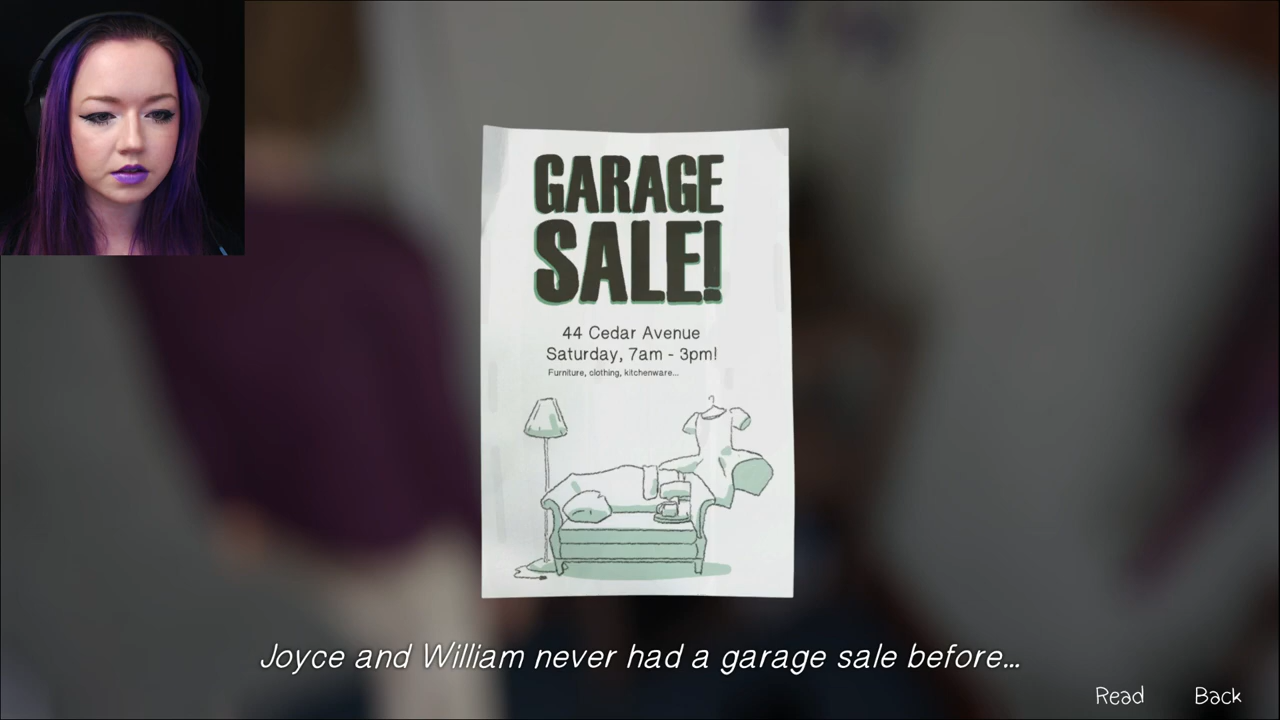 GARAGE
SALE!
44 Cedar Avenue
Saturday, 7am - 3pm!
Furniture, clothing, kitchenware...
Joyce and William never had a garage sale before...
Read Back